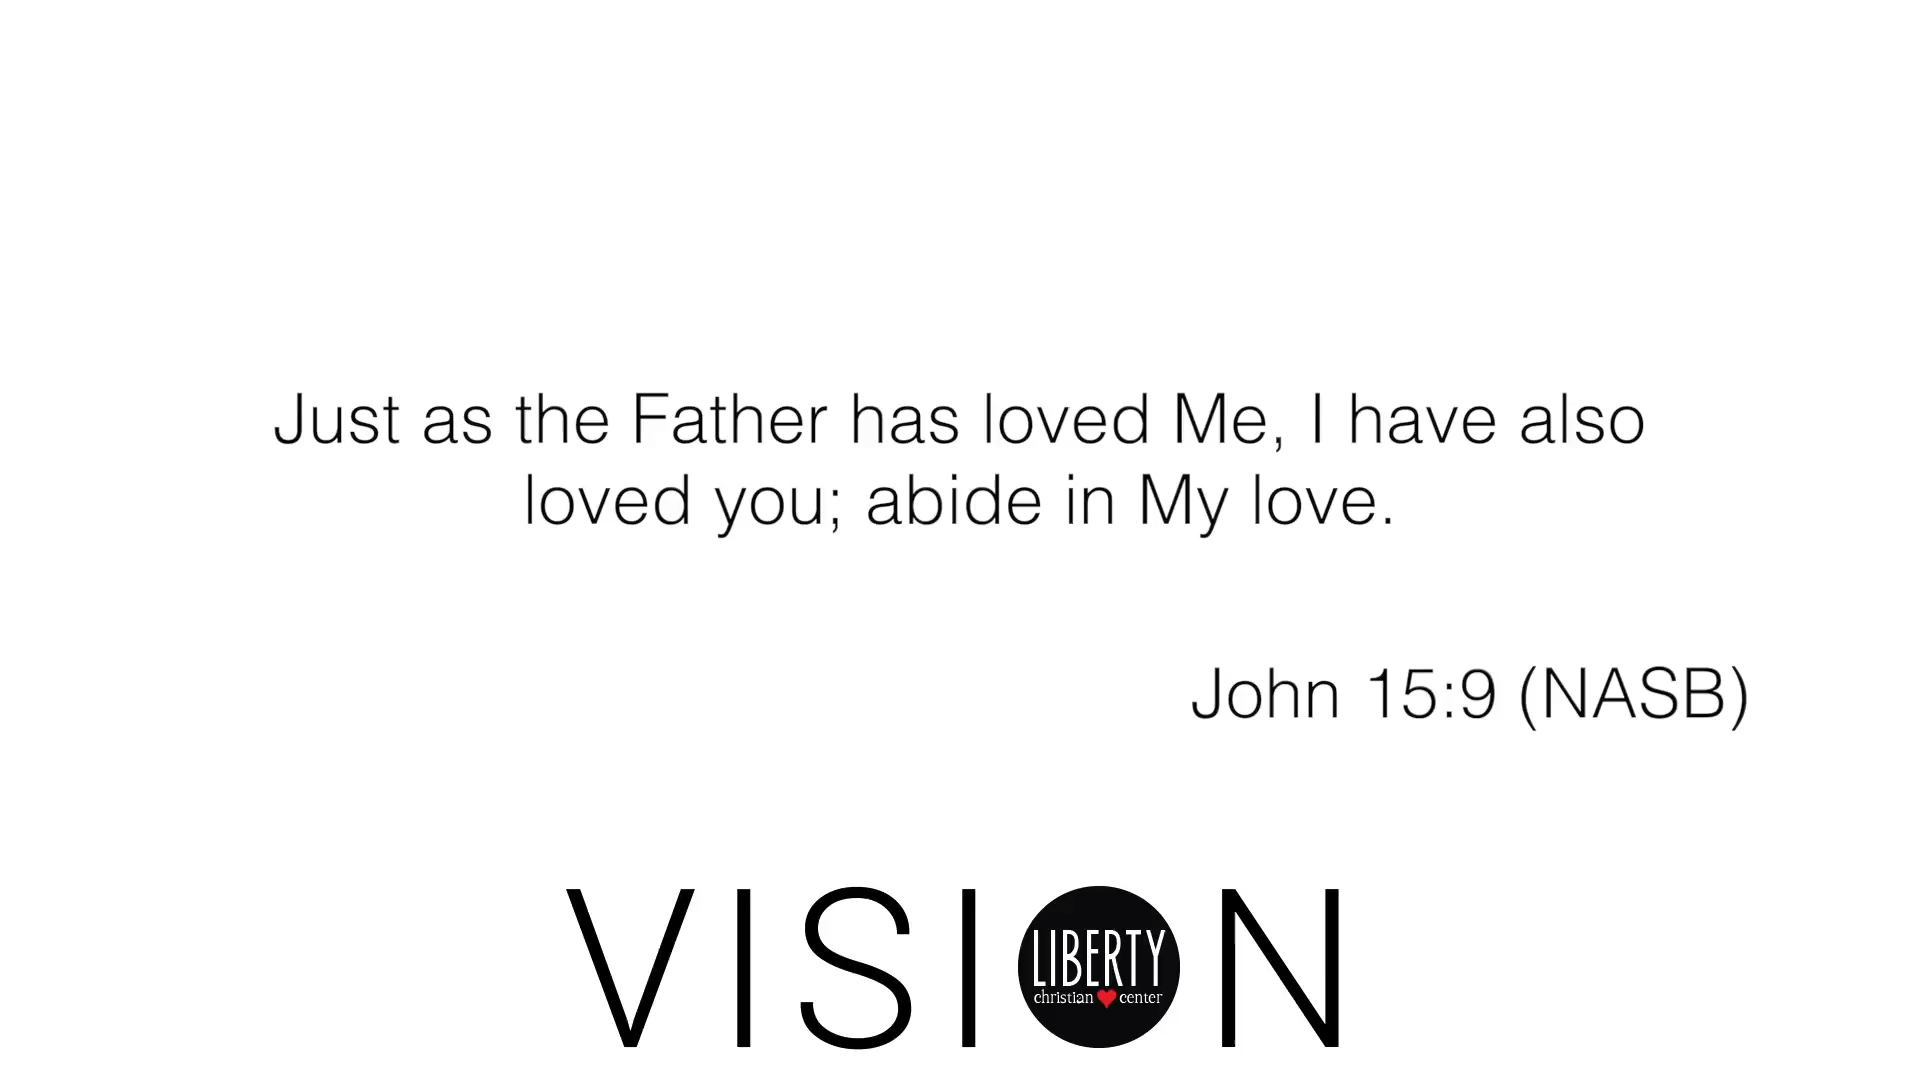 Just as the Father has loved Me, I have also
loved you; abide in My love.
John 15:9 (NASB)
VISION
LIBERTY
christian center